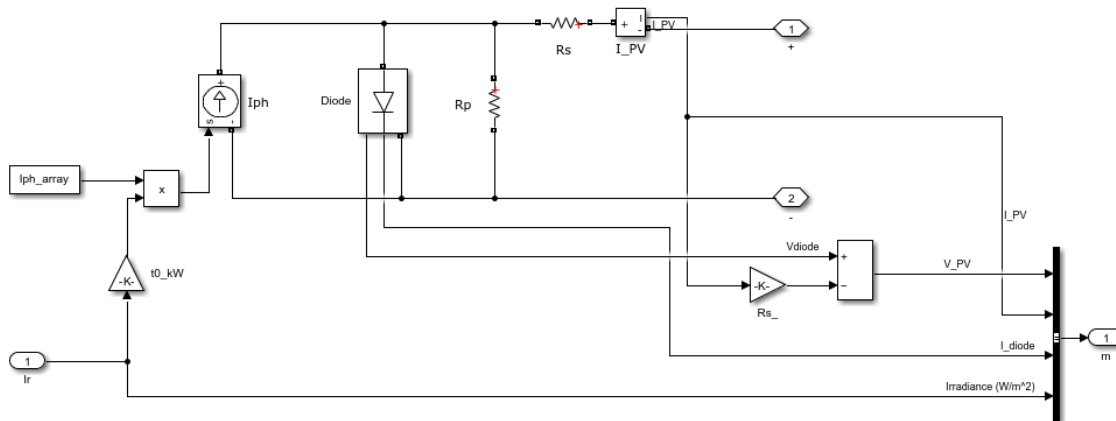 +
i
-
I_PV
I_PV
1
+
Rs
+
s
-
Iph
Diode
Rp
Iph_array
x
2
-
I_PV
Vdiode
+
−
V_PV
-K-
t0_kW
-K-
Rs_
I_diode
1
m
1
Ir
Irradiance (W/m^2)